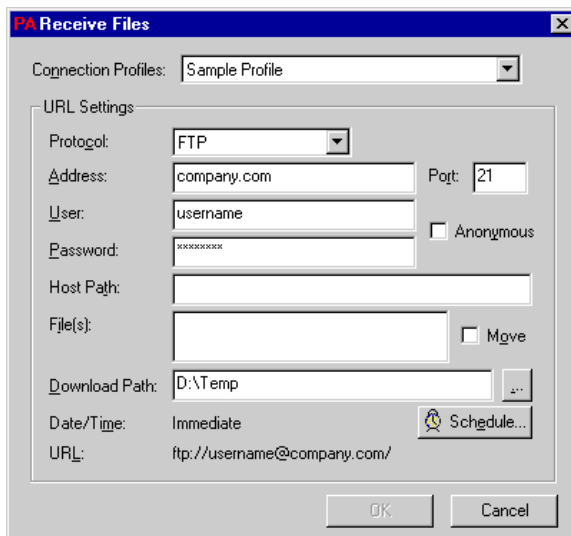 PA Receive Files
Connection Profiles: Sample Profile
URL Settings
Protocol: FTP
Address: company.com Port: 21
User: username
Anonymous
Password: ********
Host Path:
File(s):
Move
Download Path: D:\Temp ...
Date/Time: Immediate Schedule...
URL: ftp://username@company.com/
OK Cancel